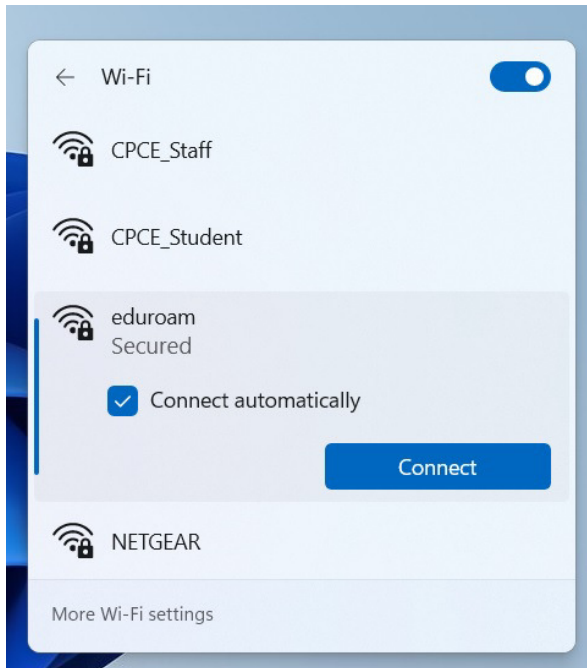 Wi-Fi
CPCE_Staff
CPCE_Student
eduroam
Secured
Connect automatically
Connect
NETGEAR
More Wi-Fi settings